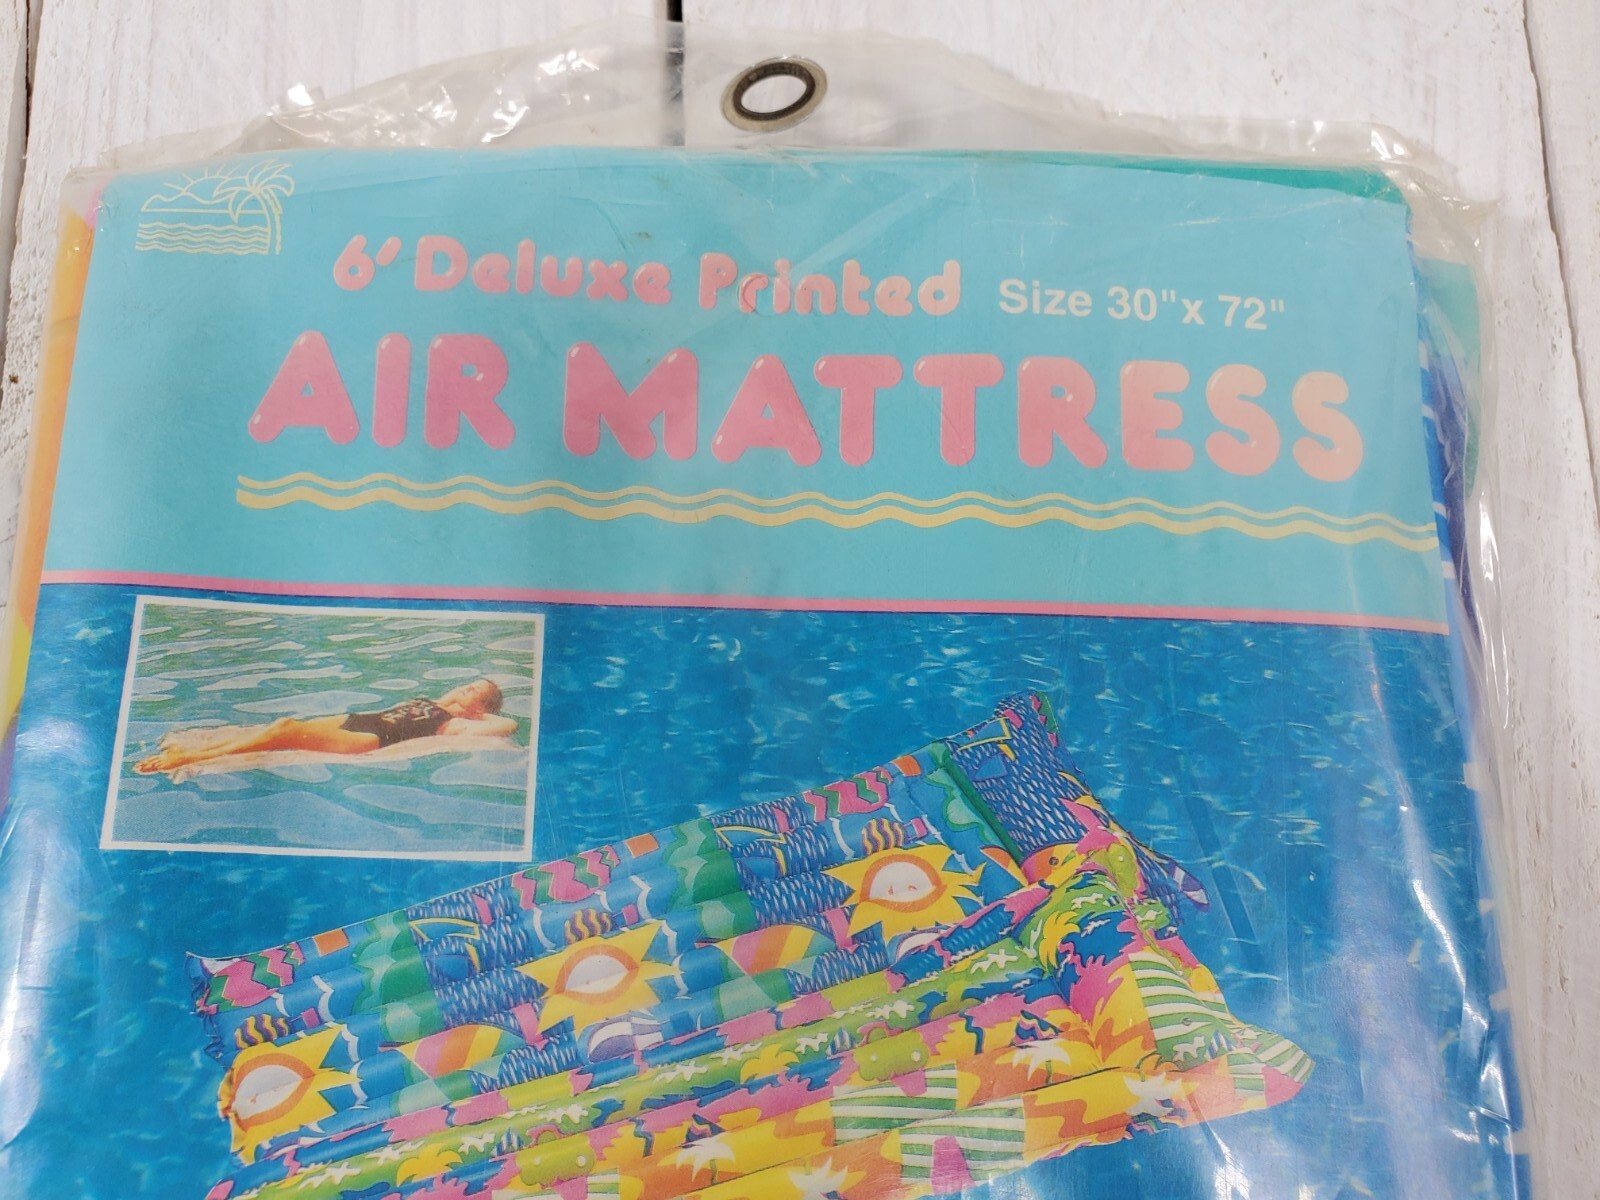 6' Deluxe Printed Size 30" x 72"
AIR MATTRESS